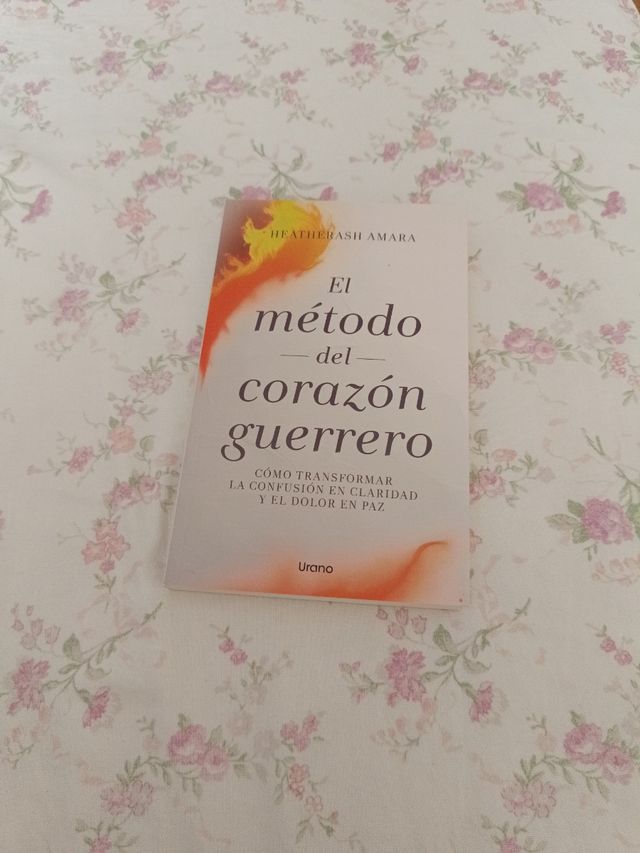 HEATHERASH AMARA
El
método
del
corazón
guerrero
CÓMO TRANSFORMAR
LA CONFUSIÓN EN CLARIDAD
Y EL DOLOR EN PAZ
Urano